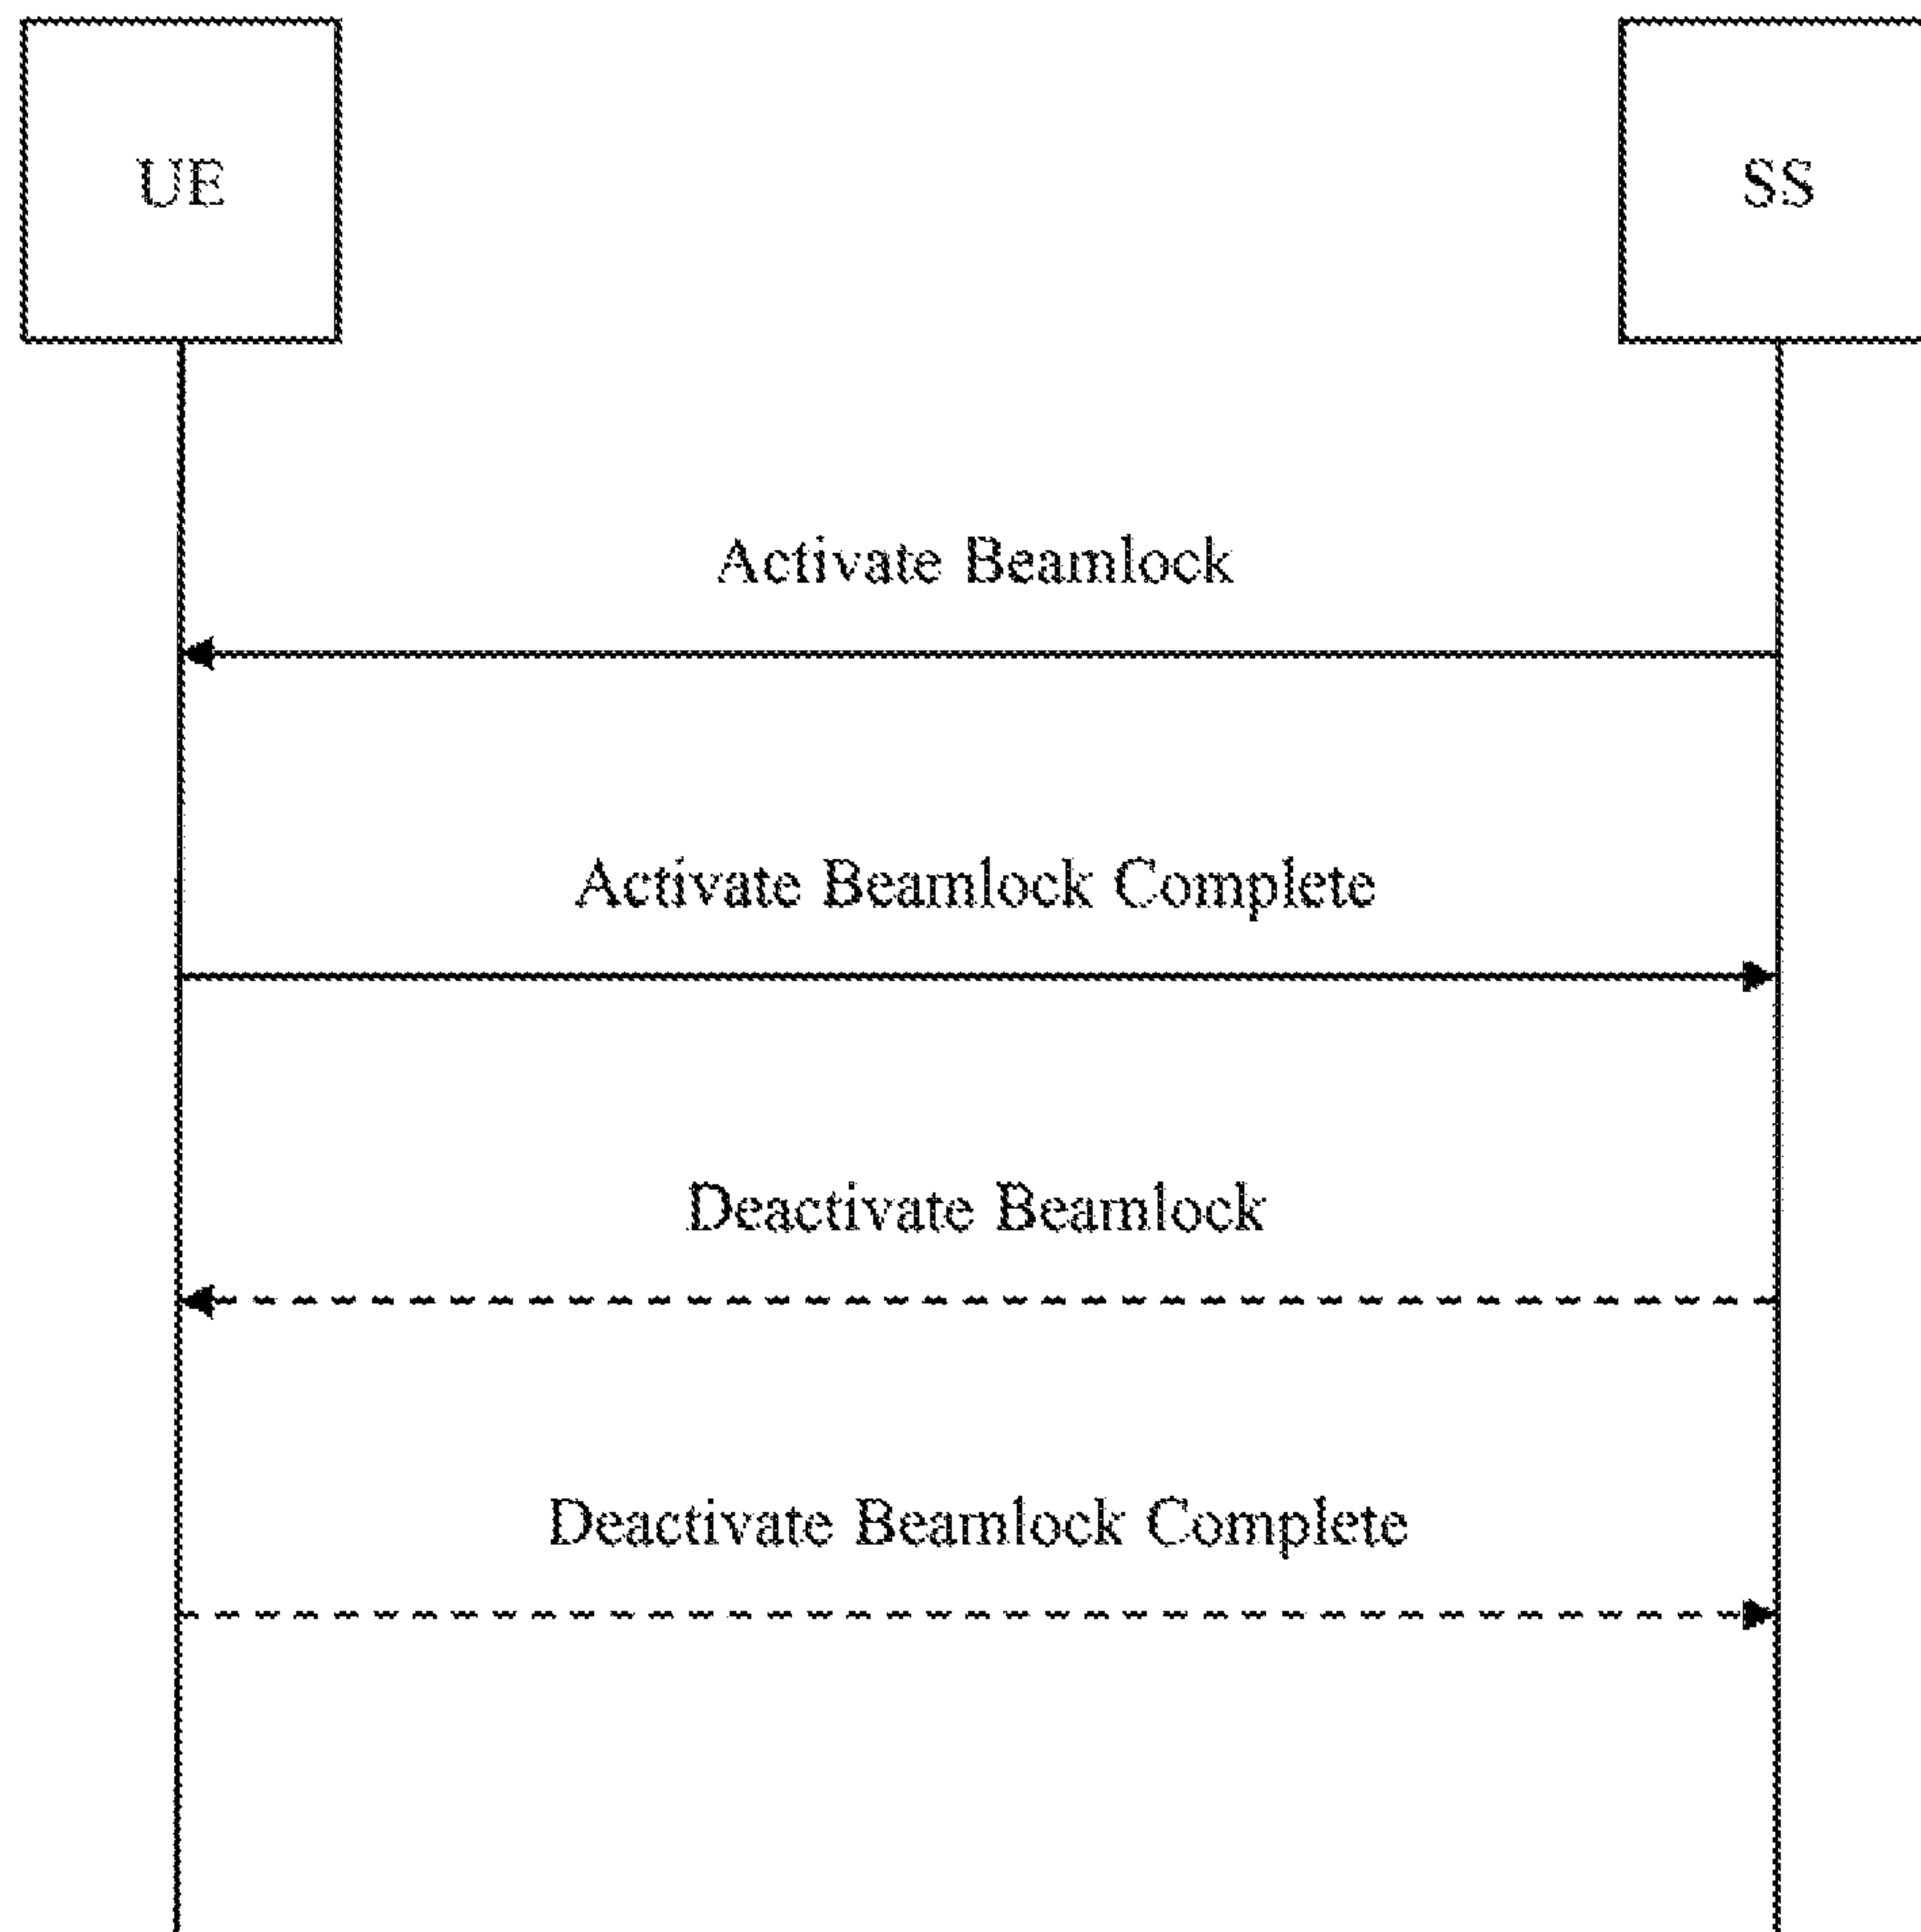 UE
SS
Activate Beamlock
Activate Beamlock Complete
Deactivate Beamlock
Deactivate Beamlock Complete